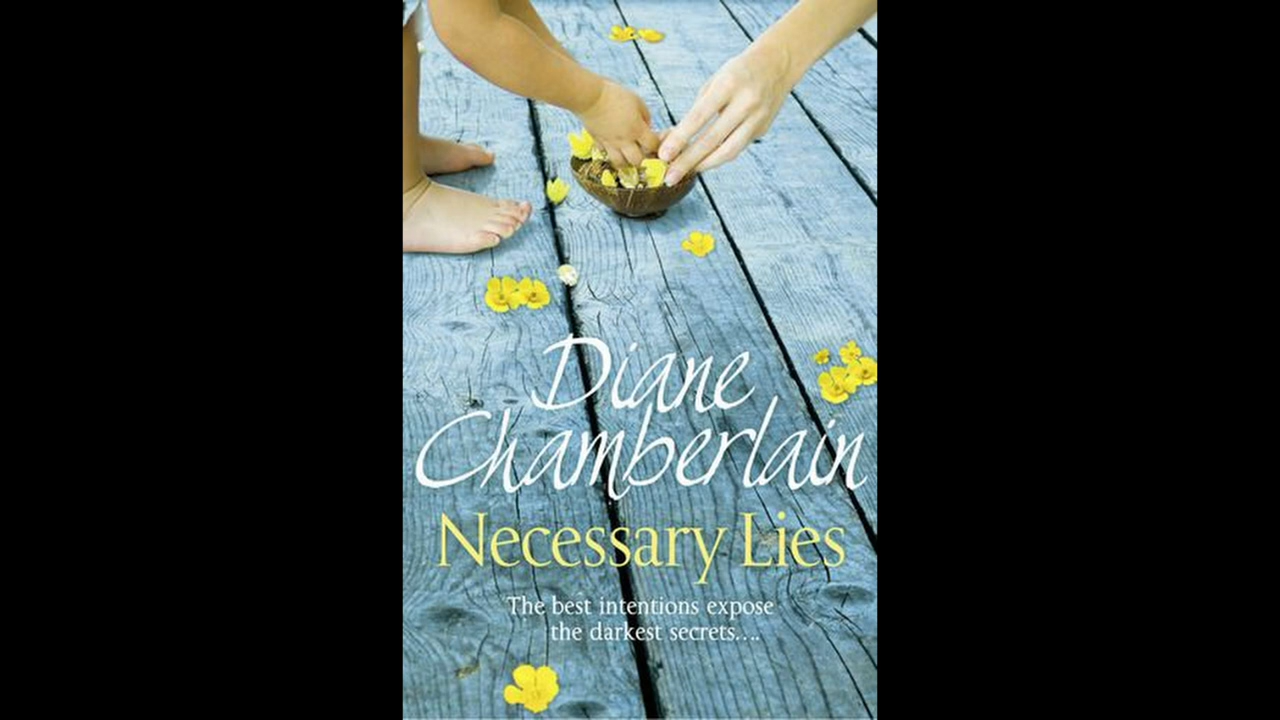 Diane
Chamberlain
Necessary Lies
The best intentions expose
the darkest secrets....